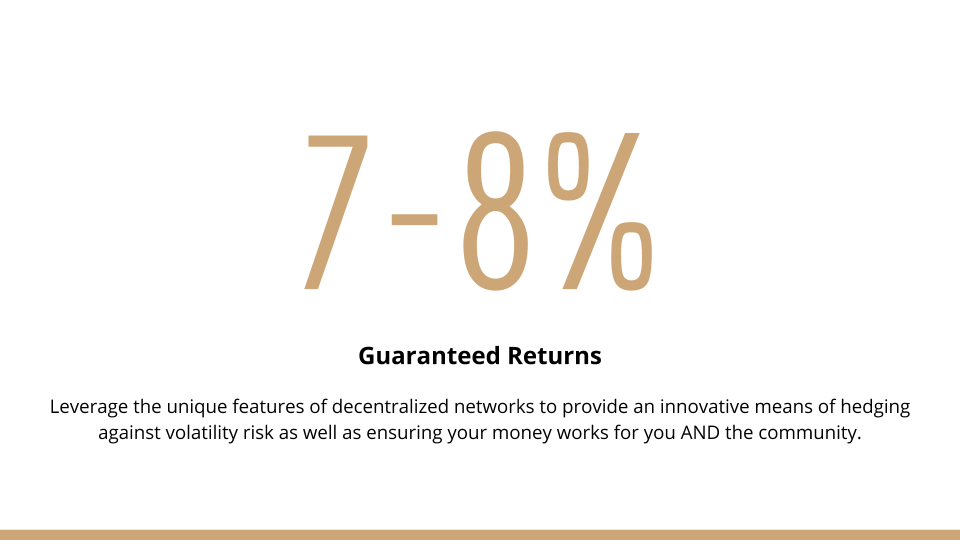 7-8%
Guaranteed Returns
Leverage the unique features of decentralized networks to provide an innovative means of hedging
against volatility risk as well as ensuring your money works for you AND the community.